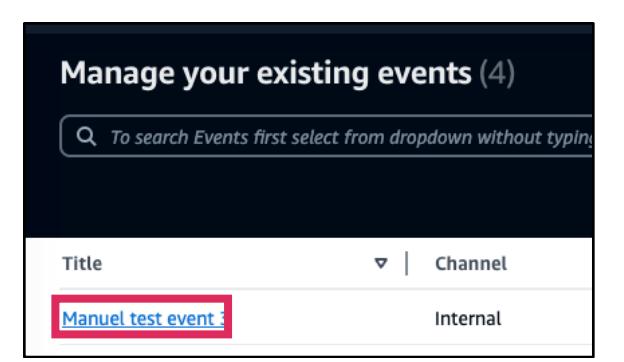 Manage your existing events (4)
To search Events first select from dropdown without typing
Title Channel
Manuel test event 3 Internal